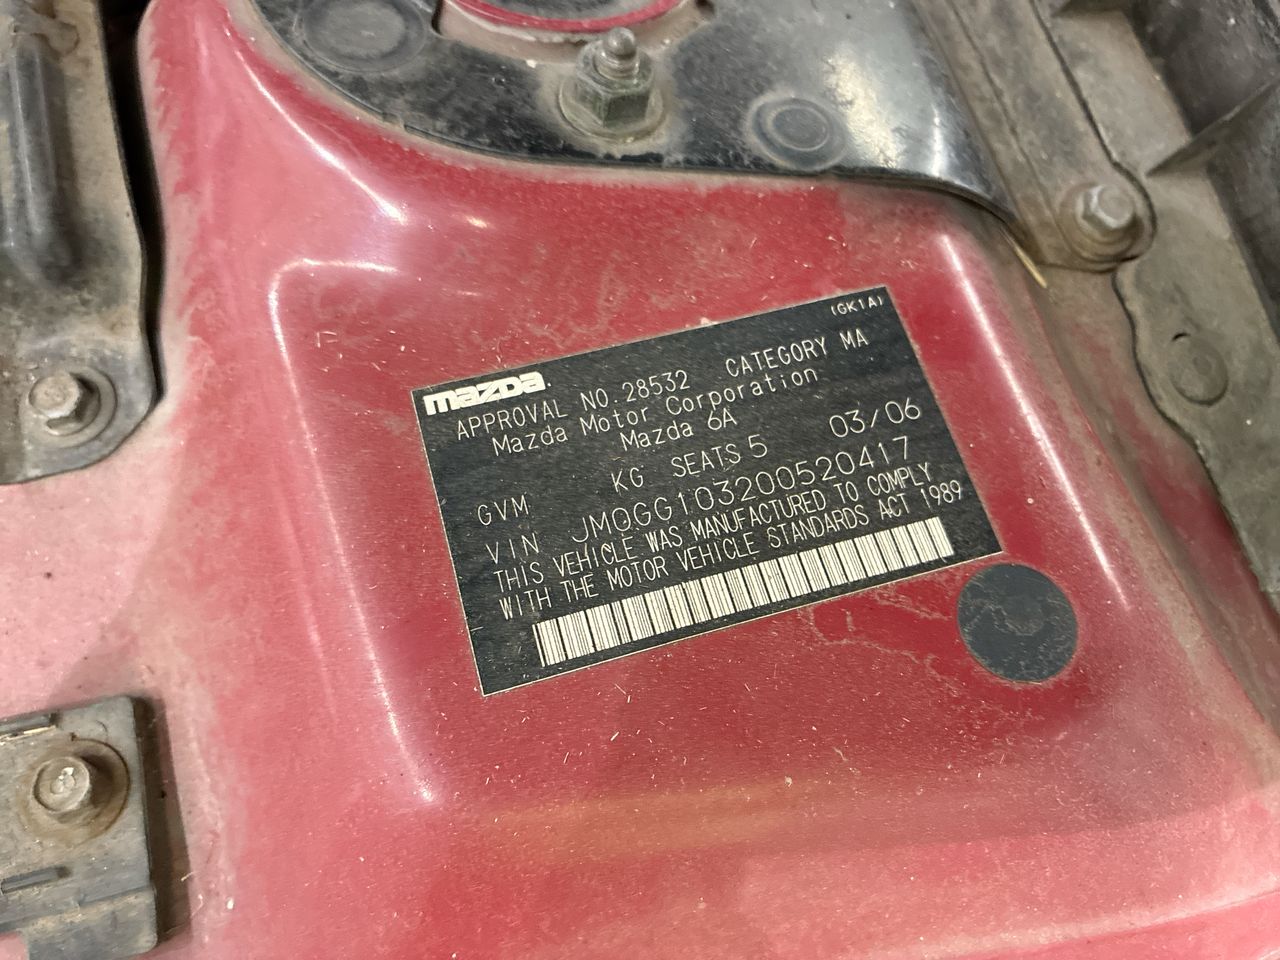 (GK1A)
mazda
APPROVAL NO.28532 CATEGORY MA
Mazda Motor Corporation
Mazda 6A
03/06
GVM KG SEATS 5
VIN JM0GG103200520417
THIS VEHICLE WAS MANUFACTURED TO COMPLY
WITH THE MOTOR VEHICLE STANDARDS ACT 1989